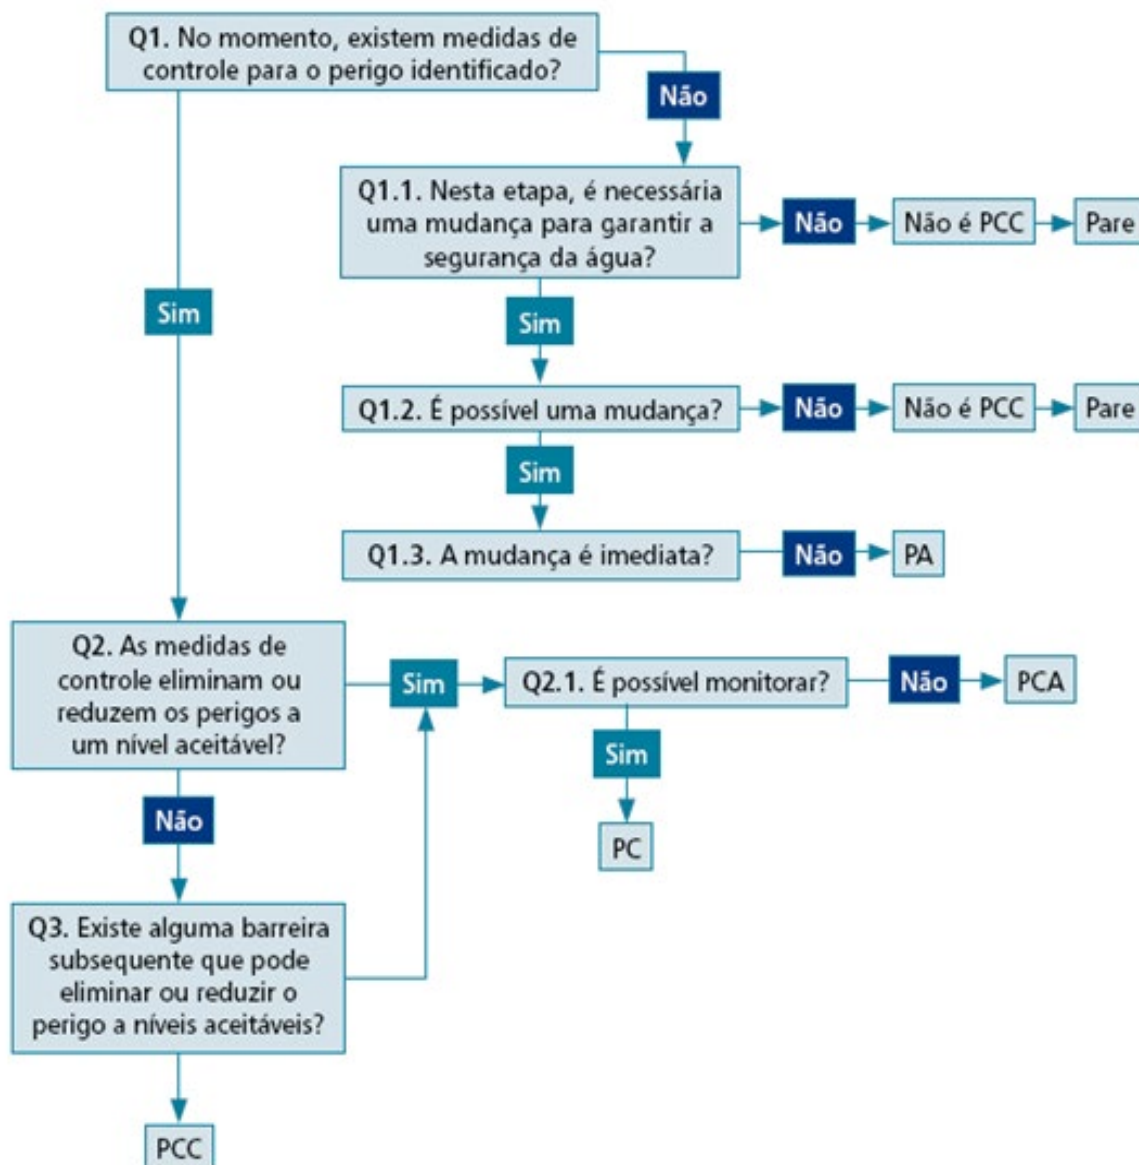 Q1. No momento, existem medidas de
controle para o perigo identificado?
Não
Q1.1. Nesta etapa, é necessária
uma mudança para garantir a
segurança da água?
Não
Não é PCC
Pare
Sim
Sim
Q1.2. É possível uma mudança?
Não
Não é PCC
Pare
Sim
Q1.3. A mudança é imediata?
Não
PA
Q2. As medidas de
controle eliminam ou
reduzem os perigos a
um nível aceitável?
Sim
Q2.1. É possível monitorar?
Não
PCA
Sim
PC
Não
Q3. Existe alguma barreira
subsequente que pode
eliminar ou reduzir o
perigo a níveis aceitáveis?
PCC